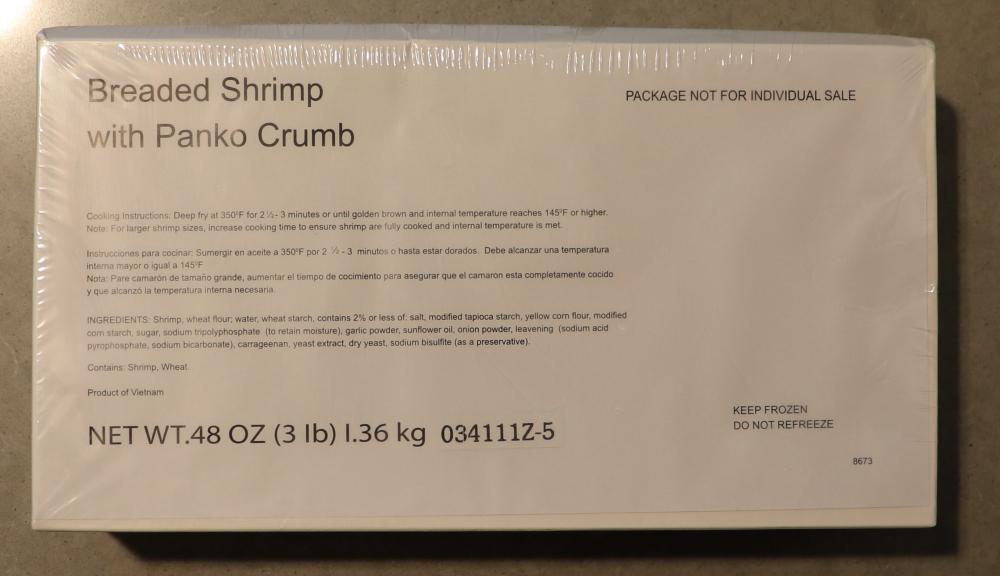 Breaded Shrimp
with Panko Crumb
PACKAGE NOT FOR INDIVIDUAL SALE
Cooking Instructions: Deep fry at 350°F for 2 ½- 3 minutes or until golden brown and internal temperature reaches 145°F or higher.
Note: For larger shrimp sizes, increase cooking time to ensure shrimp are fully cooked and internal temperature is met.
Instrucciones para cocinar: Sumergir en aceite a 350°F por 2 ½ - 3 minutos o hasta estar dorados. Debe alcanzar una temperatura
interna mayor o igual a 145°F
Nota: Pare camarón de tamaño grande, aumentar el tiempo de cocimiento para asegurar que el camaron esta completamente cocido
y que alcanzó la temperatura interna necesaria.
INGREDIENTS: Shrimp, wheat flour, water, wheat starch, contains 2% or less of: salt, modified tapioca starch, yellow corn flour, modified
corn starch, sugar, sodium tripolyphosphate (to retain moisture), garlic powder, sunflower oil, onion powder, leavening (sodium acid
pyrophosphate, sodium bicarbonate), carrageenan, yeast extract, dry yeast, sodium bisulfite (as a preservative).
Contains: Shrimp, Wheat.
Product of Vietnam
NET WT.48 OZ (3 lb) I.36 kg 034111Z-5
KEEP FROZEN
DO NOT REFREEZE
8673